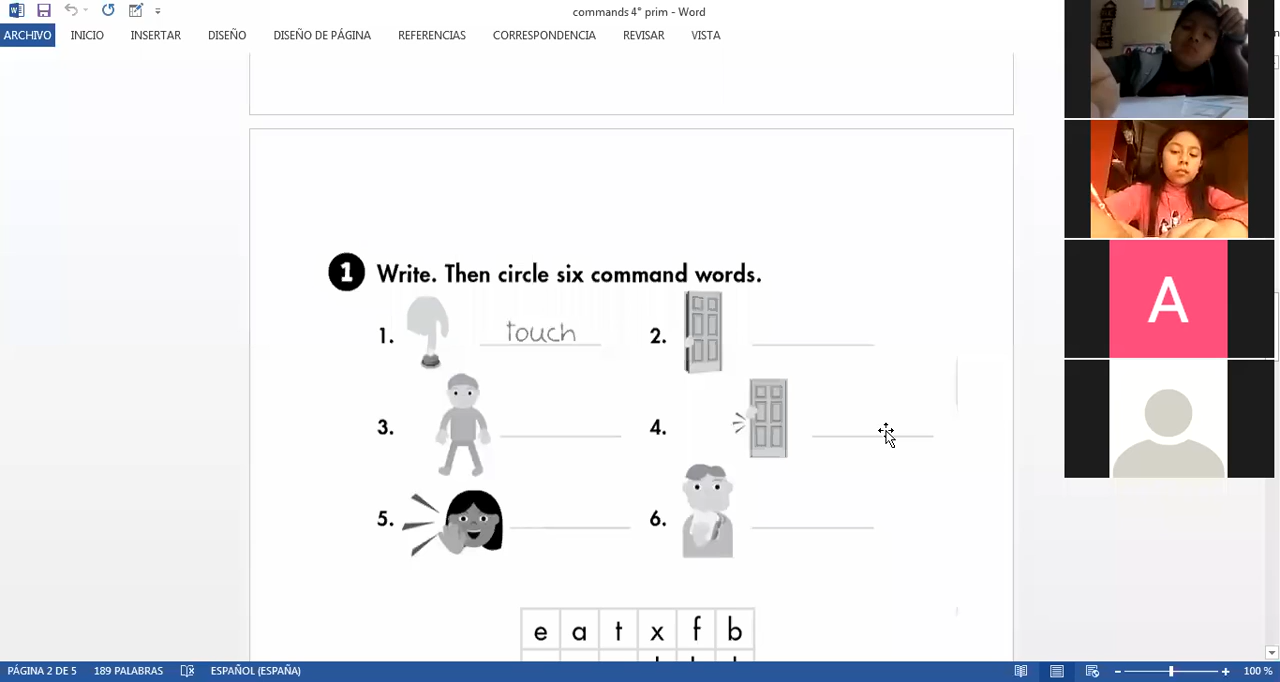 commands 4° prim - Word
ARCHIVO INICIO INSERTAR DISEÑO DISEÑO DE PÁGINA REFERENCIAS CORRESPONDENCIA REVISAR VISTA
1 Write. Then circle six command words.
1. touch 2.
3. 4.
5. 6.
e a t x f b
A
PÁGINA 2 DE 5 189 PALABRAS ESPAÑOL (ESPAÑA) 100 %